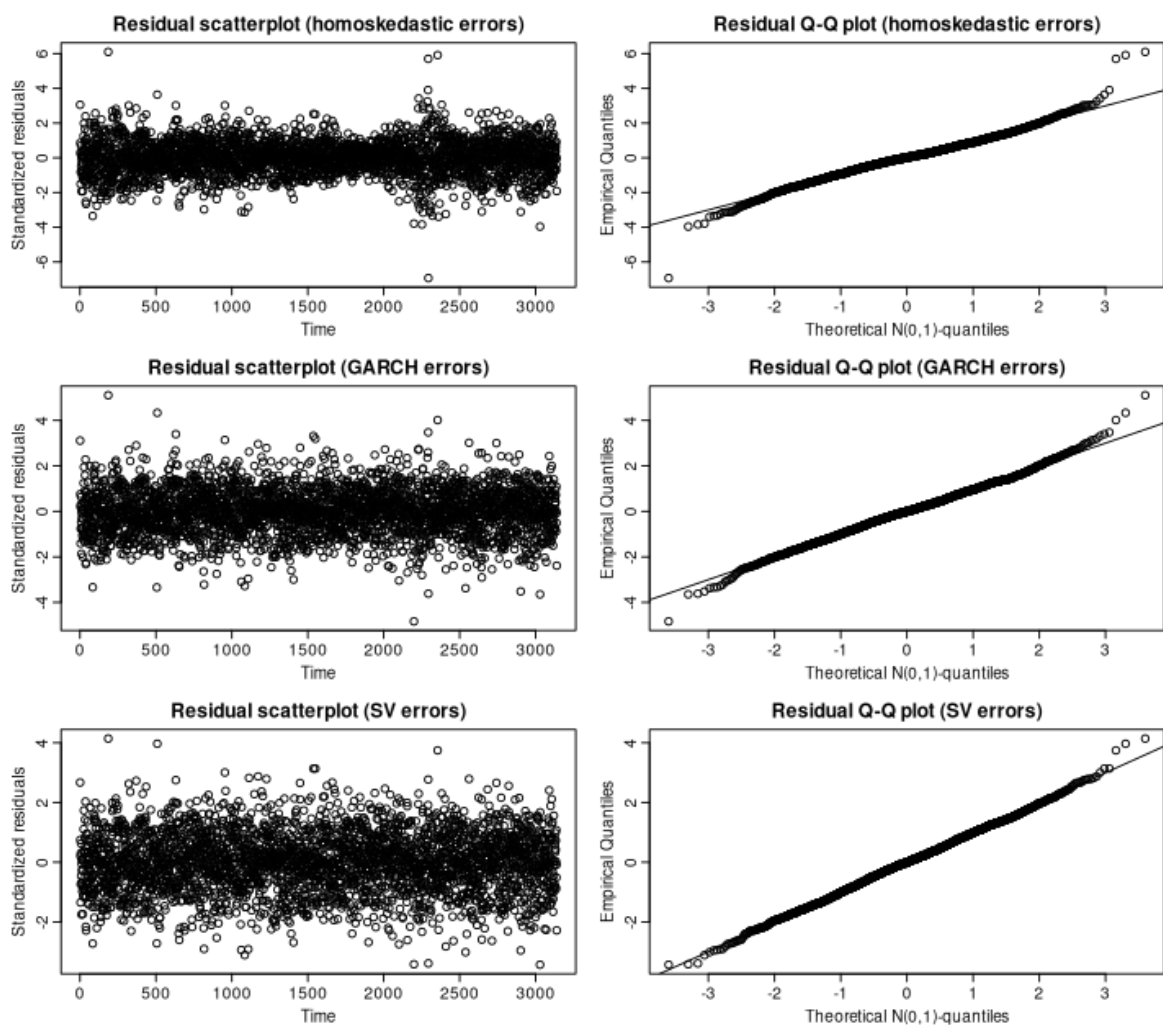 Residual scatterplot (homoskedastic errors)
Standardized residuals
6
4
2
0
-2
-4
-6
0 500 1000 1500 2000 2500 3000
Time
Residual Q-Q plot (homoskedastic errors)
Empirical Quantiles
6
4
2
0
-2
-4
-6
-3 -2 -1 0 1 2 3
Theoretical N(0,1)-quantiles
Residual scatterplot (GARCH errors)
Standardized residuals
4
2
0
-2
-4
0 500 1000 1500 2000 2500 3000
Time
Residual Q-Q plot (GARCH errors)
Empirical Quantiles
4
2
0
-2
-4
-3 -2 -1 0 1 2 3
Theoretical N(0,1)-quantiles
Residual scatterplot (SV errors)
Standardized residuals
4
2
0
-2
0 500 1000 1500 2000 2500 3000
Time
Residual Q-Q plot (SV errors)
Empirical Quantiles
4
2
0
-2
-3 -2 -1 0 1 2 3
Theoretical N(0,1)-quantiles